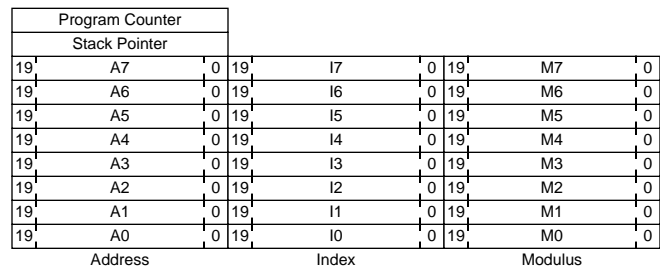 Program Counter
Stack Pointer
19 A7 0 19 I7 0 19 M7 0
19 A6 0 19 I6 0 19 M6 0
19 A5 0 19 I5 0 19 M5 0
19 A4 0 19 I4 0 19 M4 0
19 A3 0 19 I3 0 19 M3 0
19 A2 0 19 I2 0 19 M2 0
19 A1 0 19 I1 0 19 M1 0
19 A0 0 19 I0 0 19 M0 0
Address Index Modulus